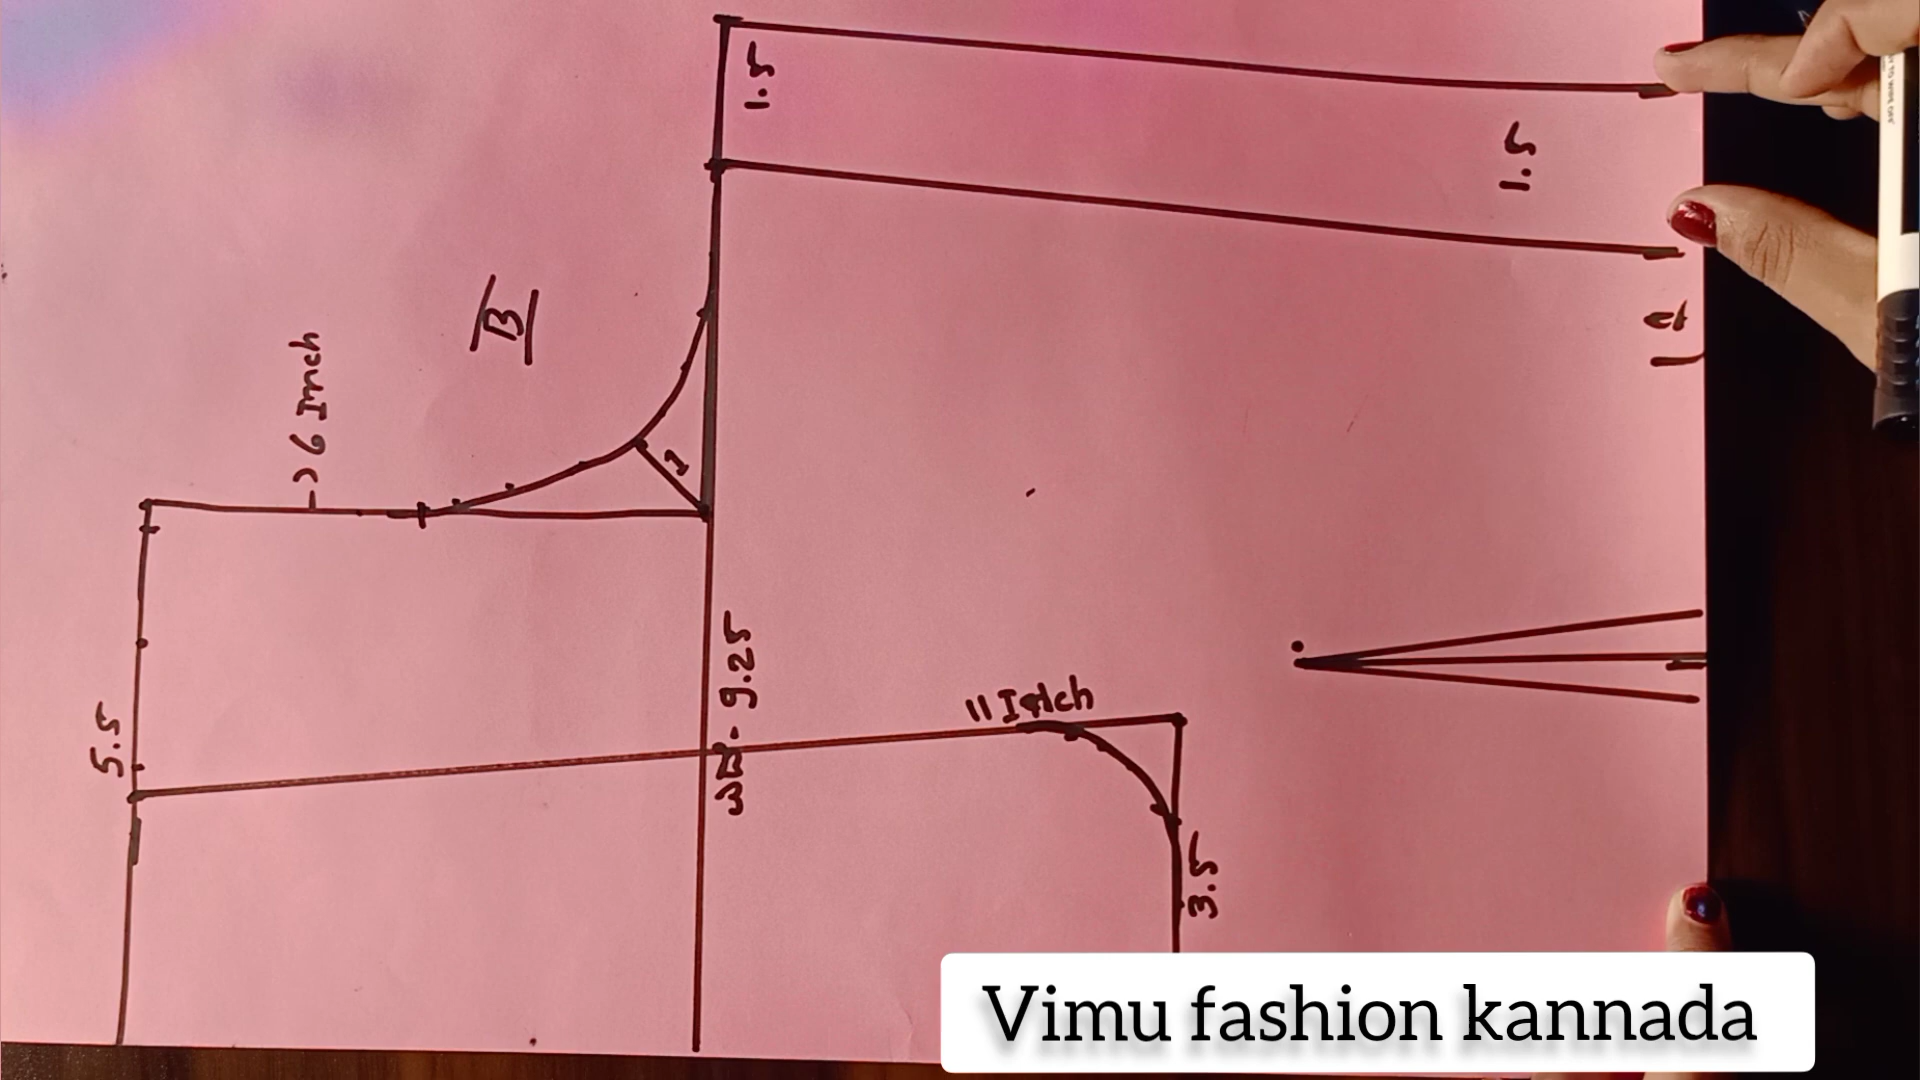 1.5
1.5
B
→ 6 Inch
1
5.5
9.25
11 Inch
3.5
Vimu fashion kannada